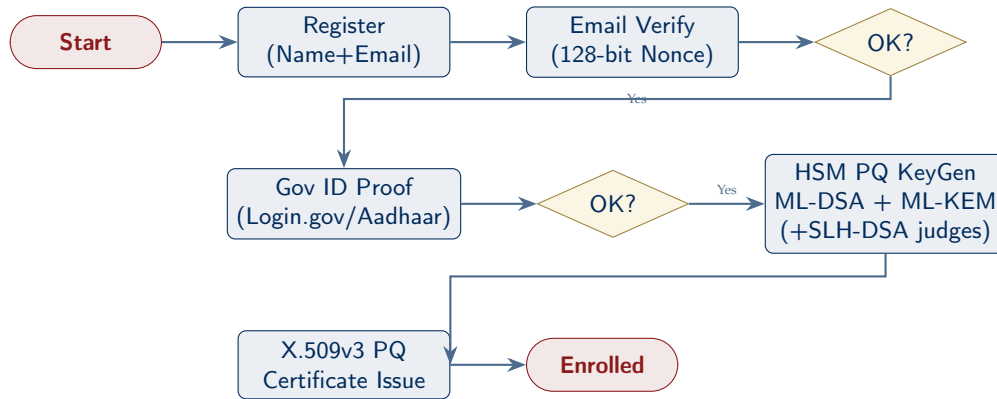 Start
Register
(Name+Email)
Email Verify
(128-bit Nonce)
OK?
Yes
Gov ID Proof
(Login.gov/Aadhaar)
OK?
Yes
HSM PQ KeyGen
ML-DSA + ML-KEM
(+SLH-DSA judges)
X.509v3 PQ
Certificate Issue
Enrolled